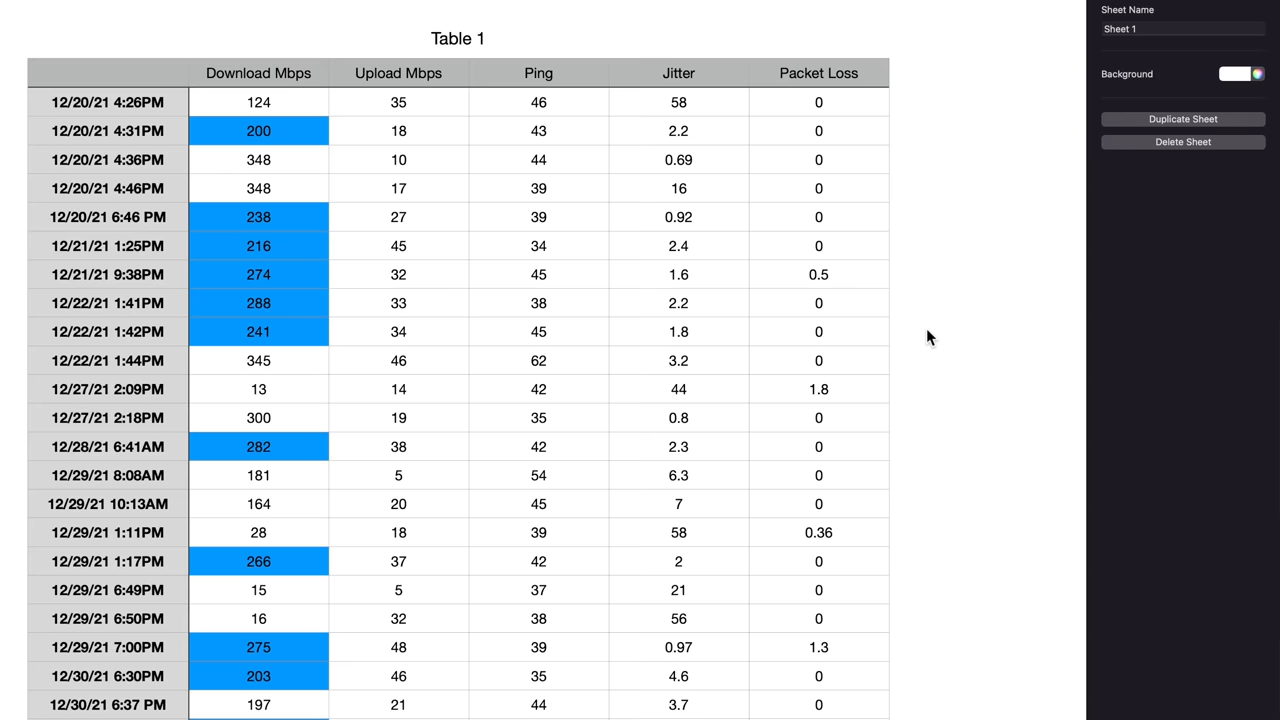 Sheet Name
Sheet 1
Background
Duplicate Sheet
Delete Sheet
Table 1
Download Mbps Upload Mbps Ping Jitter Packet Loss
12/20/21 4:26PM 124 35 46 58 0
12/20/21 4:31PM 200 18 43 2.2 0
12/20/21 4:36PM 348 10 44 0.69 0
12/20/21 4:46PM 348 17 39 16 0
12/20/21 6:46 PM 238 27 39 0.92 0
12/21/21 1:25PM 216 45 34 2.4 0
12/21/21 9:38PM 274 32 45 1.6 0.5
12/22/21 1:41PM 288 33 38 2.2 0
12/22/21 1:42PM 241 34 45 1.8 0
12/22/21 1:44PM 345 46 62 3.2 0
12/27/21 2:09PM 13 14 42 44 1.8
12/27/21 2:18PM 300 19 35 0.8 0
12/28/21 6:41AM 282 38 42 2.3 0
12/29/21 8:08AM 181 5 54 6.3 0
12/29/21 10:13AM 164 20 45 7 0
12/29/21 1:11PM 28 18 39 58 0.36
12/29/21 1:17PM 266 37 42 2 0
12/29/21 6:49PM 15 5 37 21 0
12/29/21 6:50PM 16 32 38 56 0
12/29/21 7:00PM 275 48 39 0.97 1.3
12/30/21 6:30PM 203 46 35 4.6 0
12/30/21 6:37 PM 197 21 44 3.7 0